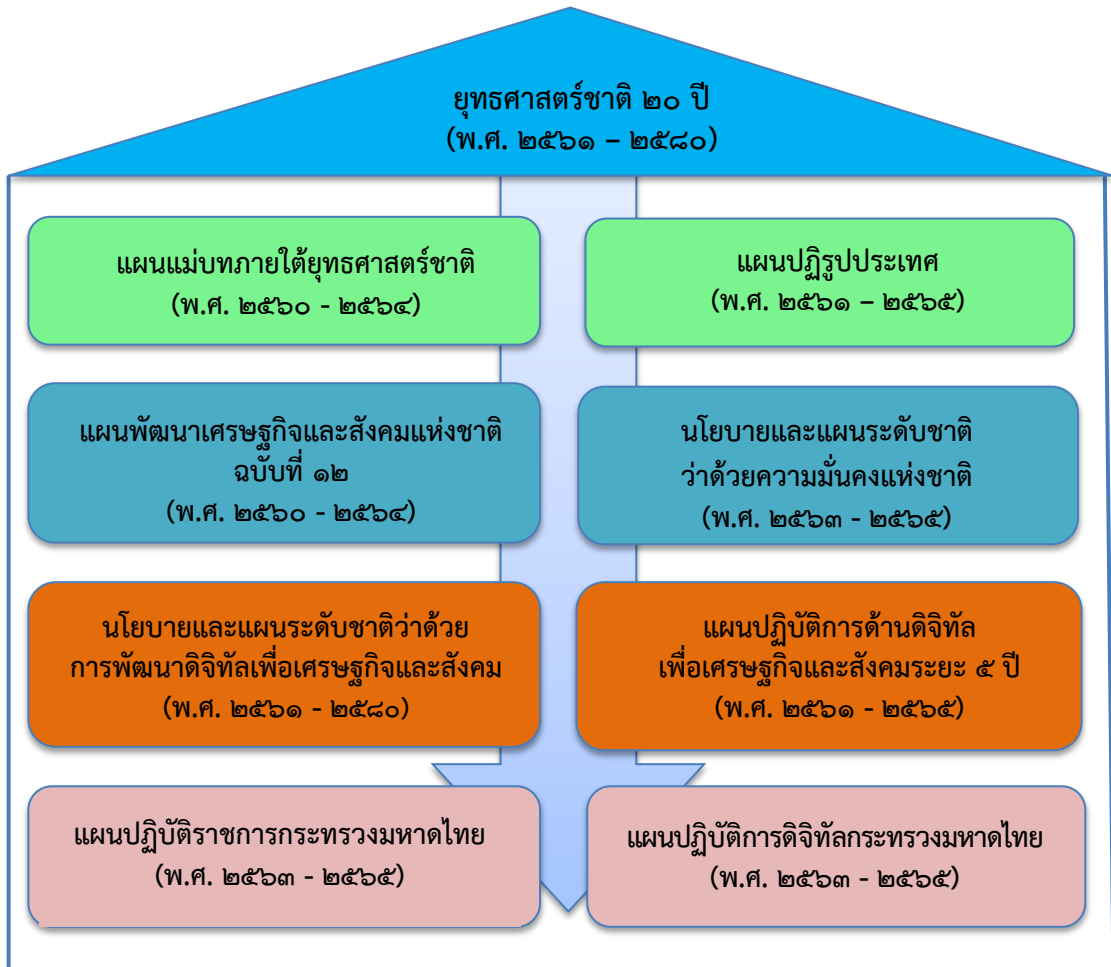 ยุทธศาสตร์ชาติ ๒๐ ปี
(พ.ศ. ๒๕๖๑ – ๒๕๘๐)
แผนแม่บทภายใต้ยุทธศาสตร์ชาติ
(พ.ศ. ๒๕๖๐ - ๒๕๖๔)
แผนปฏิรูปประเทศ
(พ.ศ. ๒๕๖๑ – ๒๕๖๕)
แผนพัฒนาเศรษฐกิจและสังคมแห่งชาติ
ฉบับที่ ๑๒
(พ.ศ. ๒๕๖๐ - ๒๕๖๔)
นโยบายและแผนระดับชาติ
ว่าด้วยความมั่นคงแห่งชาติ
(พ.ศ. ๒๕๖๓ - ๒๕๖๕)
นโยบายและแผนระดับชาติว่าด้วย
การพัฒนาดิจิทัลเพื่อเศรษฐกิจและสังคม
(พ.ศ. ๒๕๖๑ - ๒๕๘๐)
แผนปฏิบัติการด้านดิจิทัล
เพื่อเศรษฐกิจและสังคมระยะ ๕ ปี
(พ.ศ. ๒๕๖๑ - ๒๕๖๕)
แผนปฏิบัติราชการกระทรวงมหาดไทย
(พ.ศ. ๒๕๖๓ - ๒๕๖๕)
แผนปฏิบัติการดิจิทัลกระทรวงมหาดไทย
(พ.ศ. ๒๕๖๓ - ๒๕๖๕)